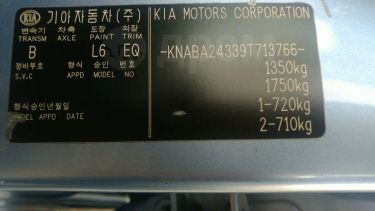 KIA 기아자동차(주)
변속기 차축 도장 외장
TRANSM AXLE PAINT TRIM
B L6 EQ
정비부호 형식 승인 번호
S.V.C APPD MODEL NO
형식승인년월일
MODEL APPD DATE
KIA MOTORS CORPORATION
-KNABA24339T713766-
1350kg
1750kg
1-720kg
2-710kg